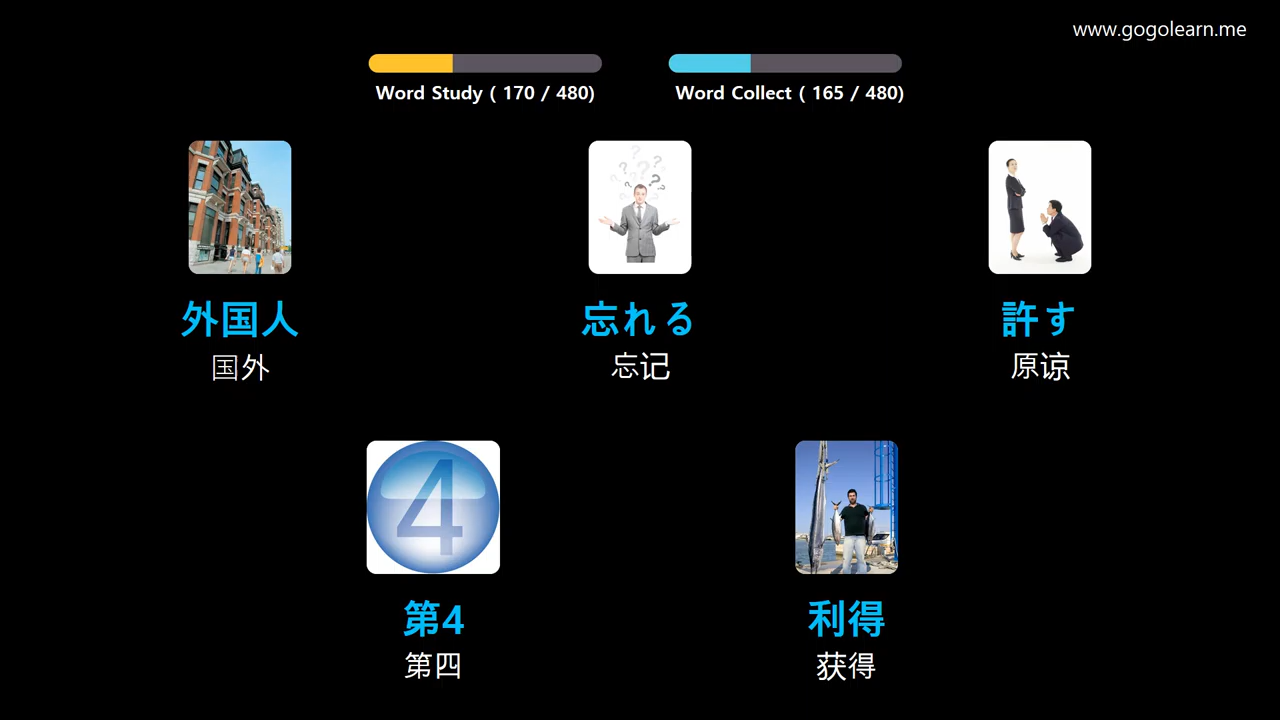 www.gogolearn.me
Word Study ( 170 / 480)
Word Collect ( 165 / 480)
外国人
国外
忘れる
忘记
許す
原谅
4
第4
第四
利得
获得